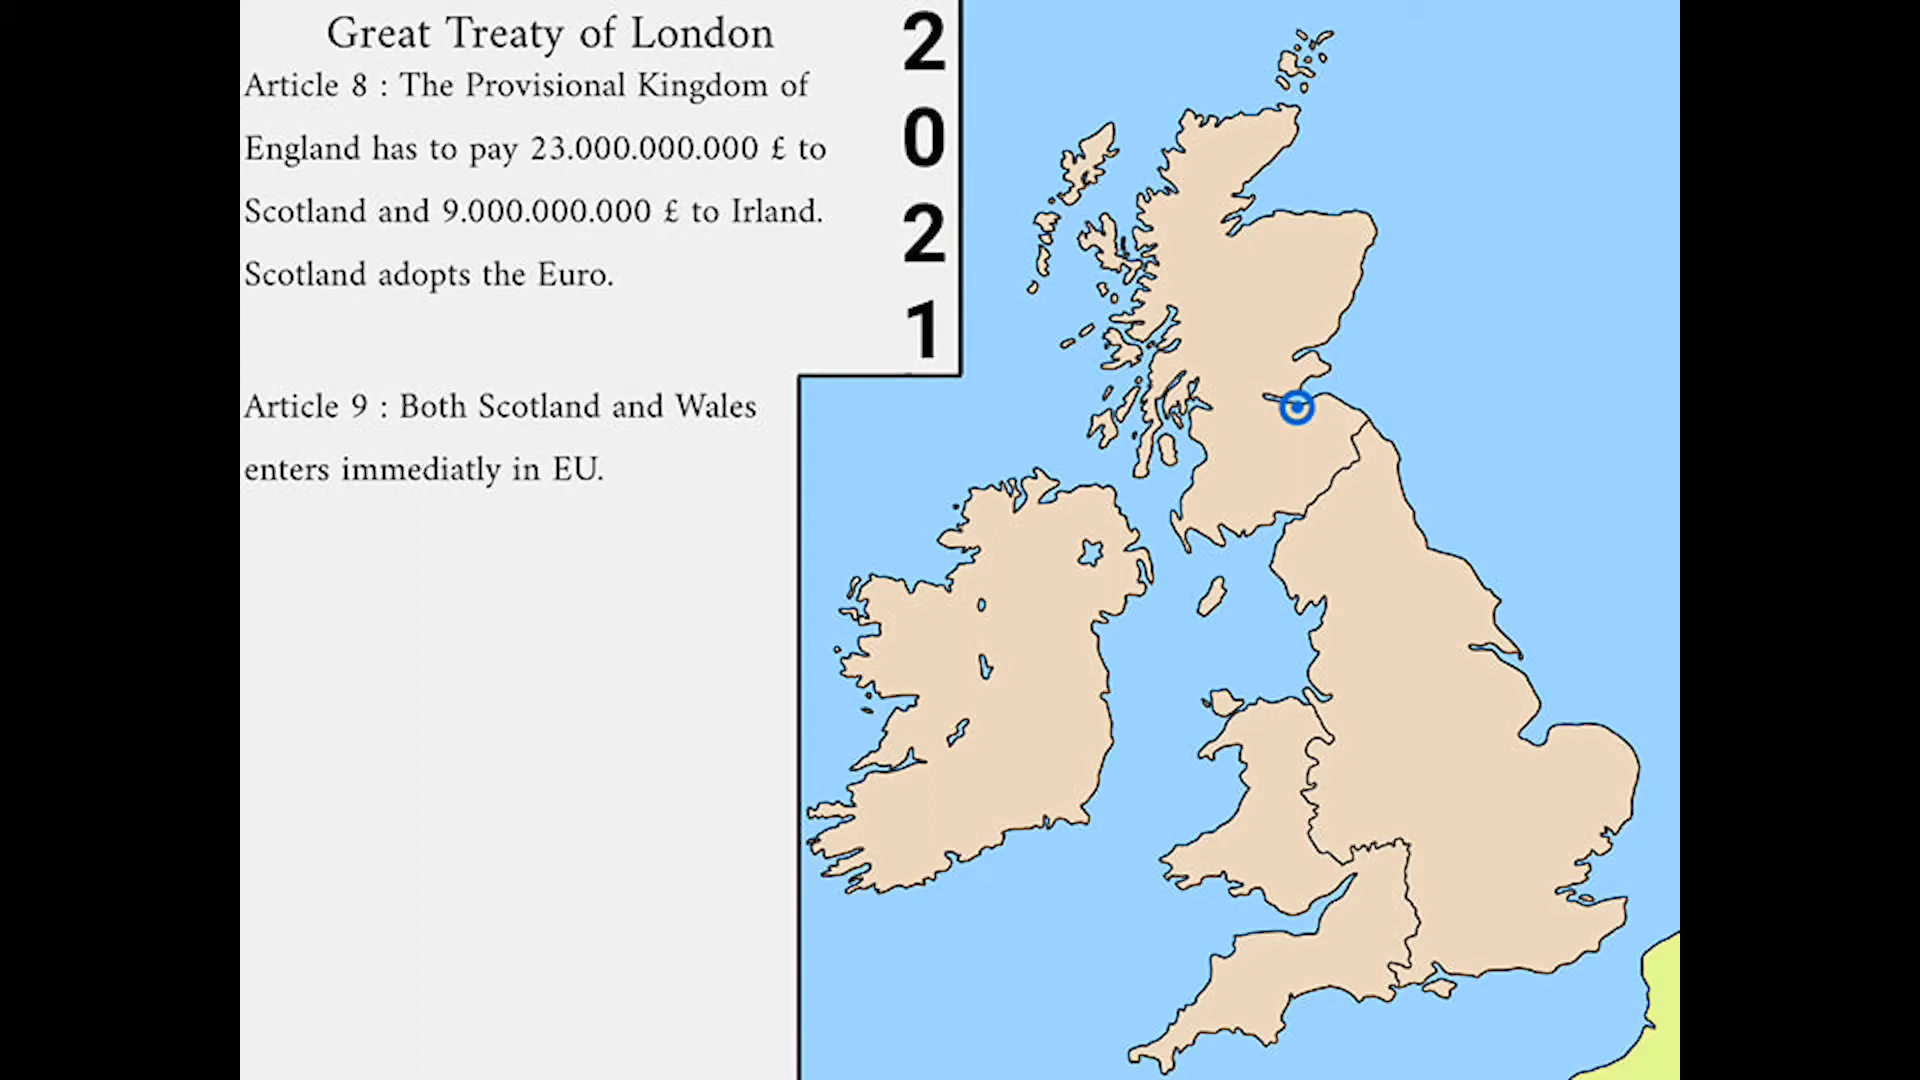 Great Treaty of London
Article 8 : The Provisional Kingdom of
England has to pay 23.000.000.000 £ to
Scotland and 9.000.000.000 £ to Irland.
Scotland adopts the Euro.
Article 9 : Both Scotland and Wales
enters immediatly in EU.
2
0
2
1